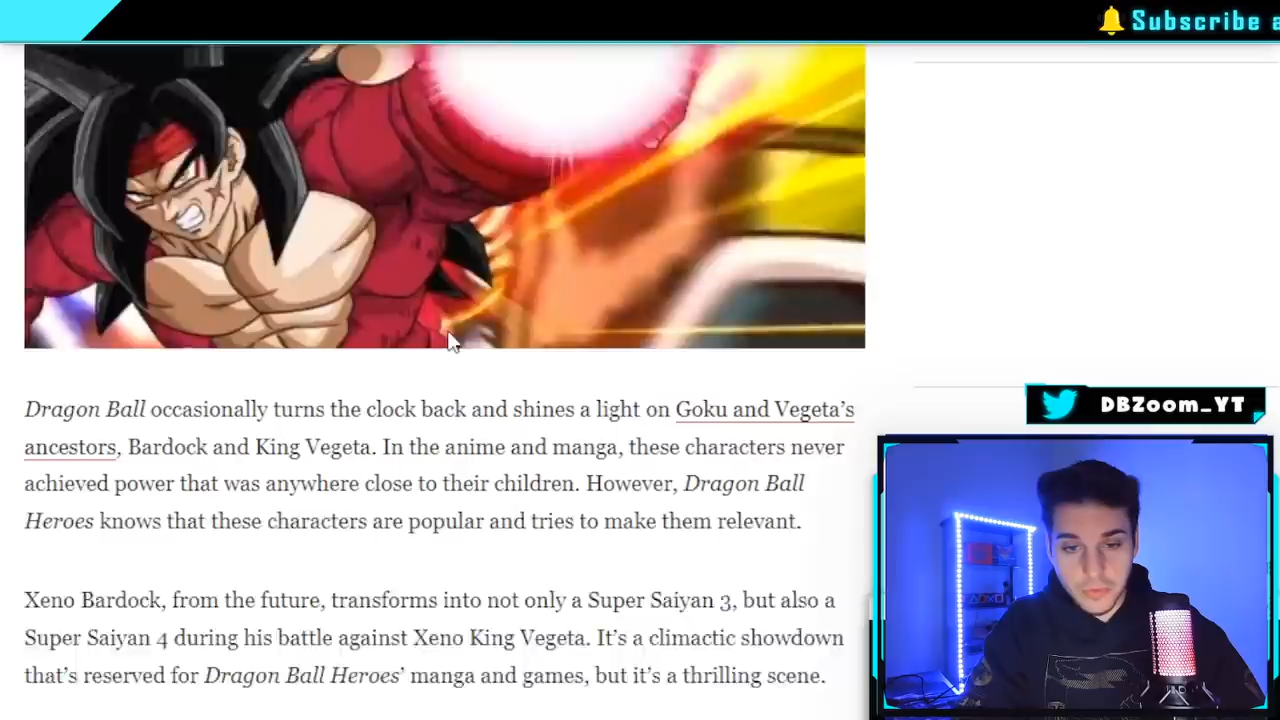 Subscribe a
Dragon Ball occasionally turns the clock back and shines a light on Goku and Vegeta’s
ancestors, Bardock and King Vegeta. In the anime and manga, these characters never
achieved power that was anywhere close to their children. However, Dragon Ball
Heroes knows that these characters are popular and tries to make them relevant.
Xeno Bardock, from the future, transforms into not only a Super Saiyan 3, but also a
Super Saiyan 4 during his battle against Xeno King Vegeta. It’s a climactic showdown
that’s reserved for Dragon Ball Heroes’ manga and games, but it’s a thrilling scene.
DBZoom_YT